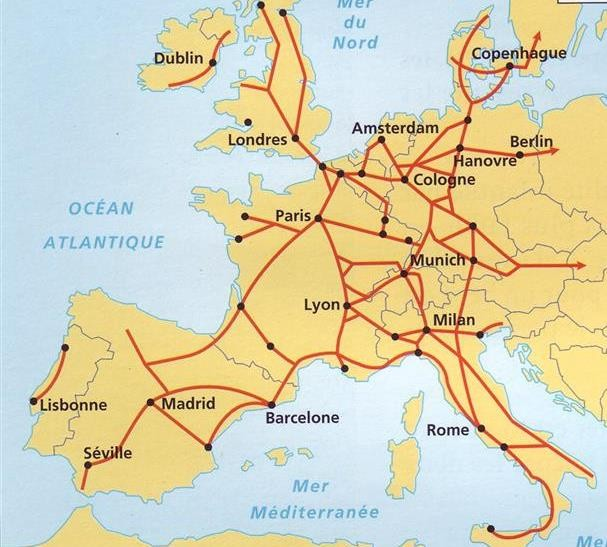 Mer
du
Nord
Dublin
Copenhague
Londres
Amsterdam
Berlin
Hanovre
Cologne
OCÉAN
ATLANTIQUE
Paris
Munich
Lyon
Milan
Lisbonne
Madrid
Barcelone
Rome
Séville
Mer
Méditerranée
Me